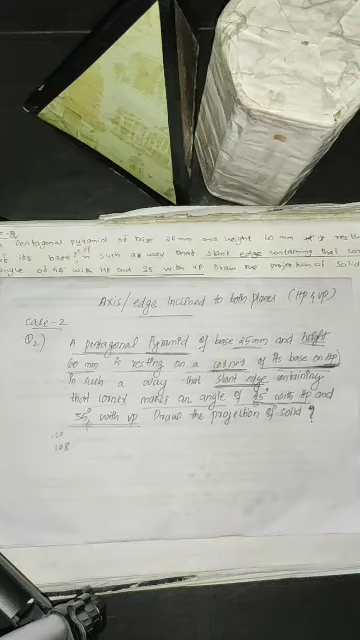 Pentagonal pyramid of base 25 mm and height 60 mm is
of its base in such a way that slant edge containing that
angle of 45° with HP and 35 with VP Draw the projection of solid
Axis/edge inclined to both planes (HP & VP)
Case-2
Q2.) A pentagonal Pyramid of base 25mm and height
60 mm is resting on a corner of its base on HP
in such a way that slant edge containing
that corner makes an angle of 45° with HP and
35° with VP. Draw the projection of solid ?
108